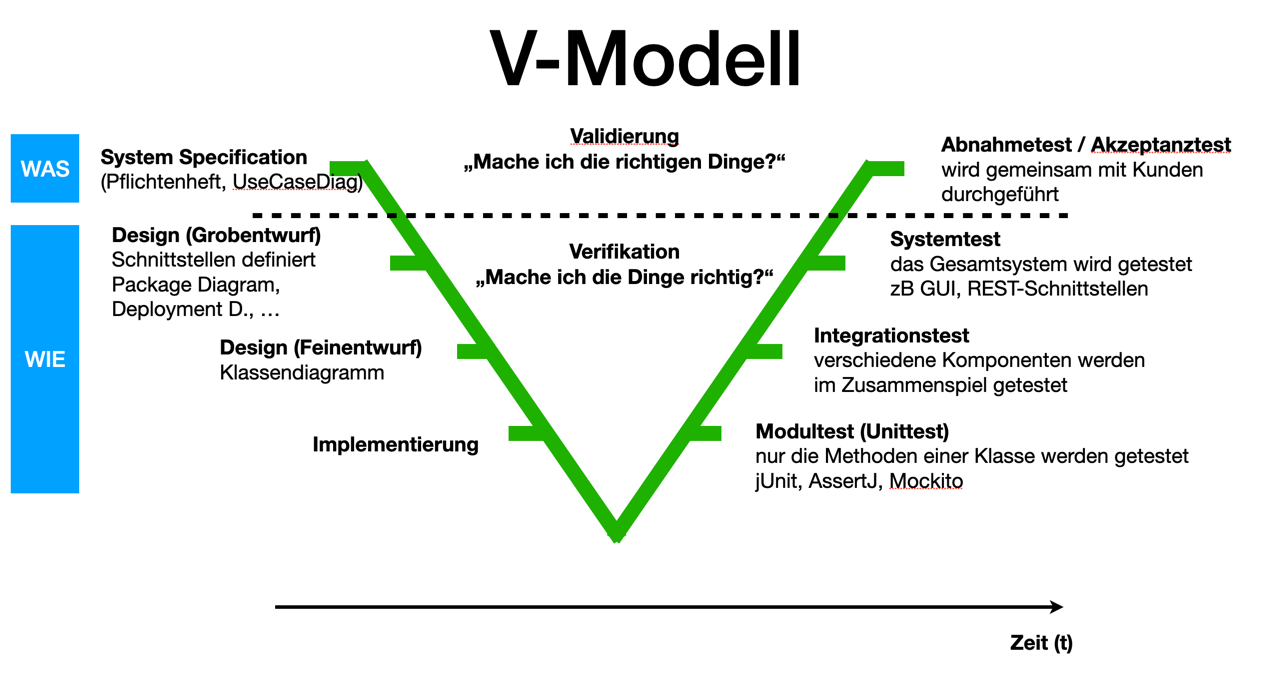 V-Modell
WAS
System Specification
(Pflichtenheft, UseCaseDiag)
Validierung
„Mache ich die richtigen Dinge?“
Abnahmetest / Akzeptanztest
wird gemeinsam mit Kunden
durchgeführt
WIE
Design (Grobentwurf)
Schnittstellen definiert
Package Diagram,
Deployment D., …
Verifikation
„Mache ich die Dinge richtig?“
Systemtest
das Gesamtsystem wird getestet
zB GUI, REST-Schnittstellen
Design (Feinentwurf)
Klassendiagramm
Integrationstest
verschiedene Komponenten werden
im Zusammenspiel getestet
Implementierung
Modultest (Unittest)
nur die Methoden einer Klasse werden getestet
jUnit, AssertJ, Mockito
Zeit (t)